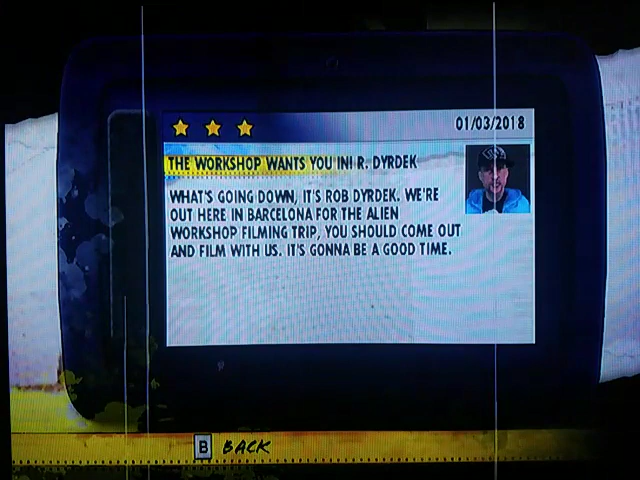 01/03/2018
THE WORKSHOP WANTS YOU IN! R. DYRDEK
WHAT'S GOING DOWN, IT'S ROB DYRDEK. WE'RE
OUT HERE IN BARCELONA FOR THE ALIEN
WORKSHOP FILMING TRIP, YOU SHOULD COME OUT
AND FILM WITH US. IT'S GONNA BE A GOOD TIME.
B BACK